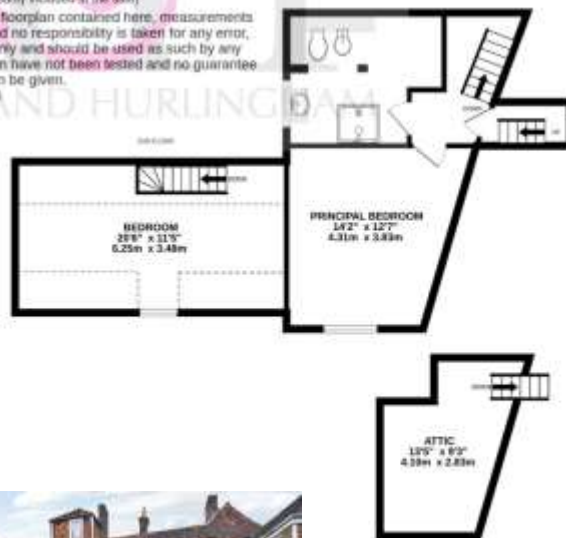 floorplan contained here, measurements
no responsibility is taken for any error,
only and should be used as such by any
have not been tested and no guarantee
be given.
AND HURLINGHAM
BEDROOM
20'6" x 11'5"
6.25m x 3.48m
PRINCIPAL BEDROOM
14'2" x 12'7"
4.31m x 3.83m
ATTIC
13'5" x 9'3"
4.10m x 2.83m